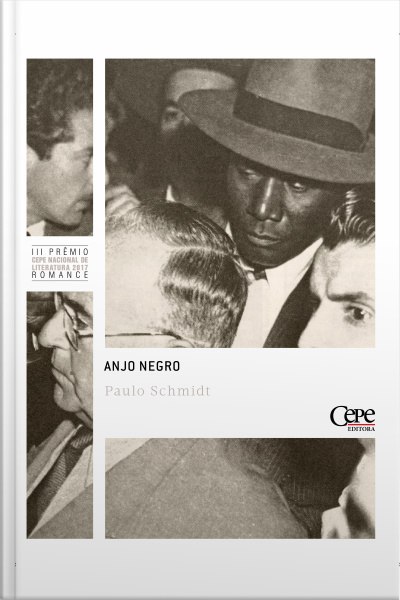 III PRÊMIO
CEPE NACIONAL DE
LITERATURA 2017
ROMANCE
ANJO NEGRO
Paulo Schmidt
Cepe
EDITORA